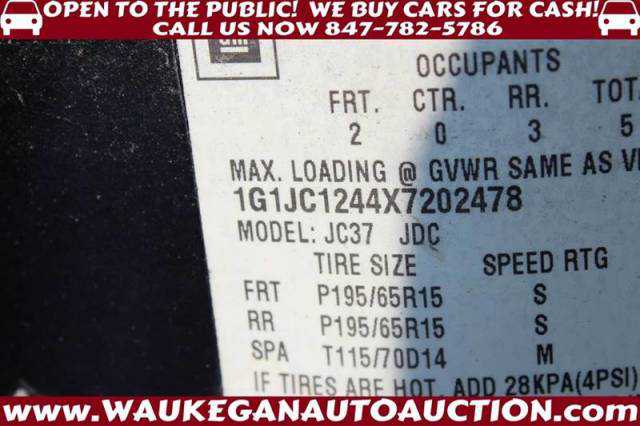 OPEN TO THE PUBLIC! WE BUY CARS FOR CASH!
CALL US NOW 847-782-5786
GM
OCCUPANTS
FRT. CTR. RR.
2 0 3 5
MAX. LOADING @ GVWR SAME AS
1G1JC1244X7202478
MODEL: JC37 JDC
TIRE SIZE SPEED RTG
FRT P195/65R15 S
RR P195/65R15 S
SPA T115/70D14 M
IF TIRES ARE HOT, ADD 28KPA(4PSI)
www.WAUKEGANAUTOAUCTION.com